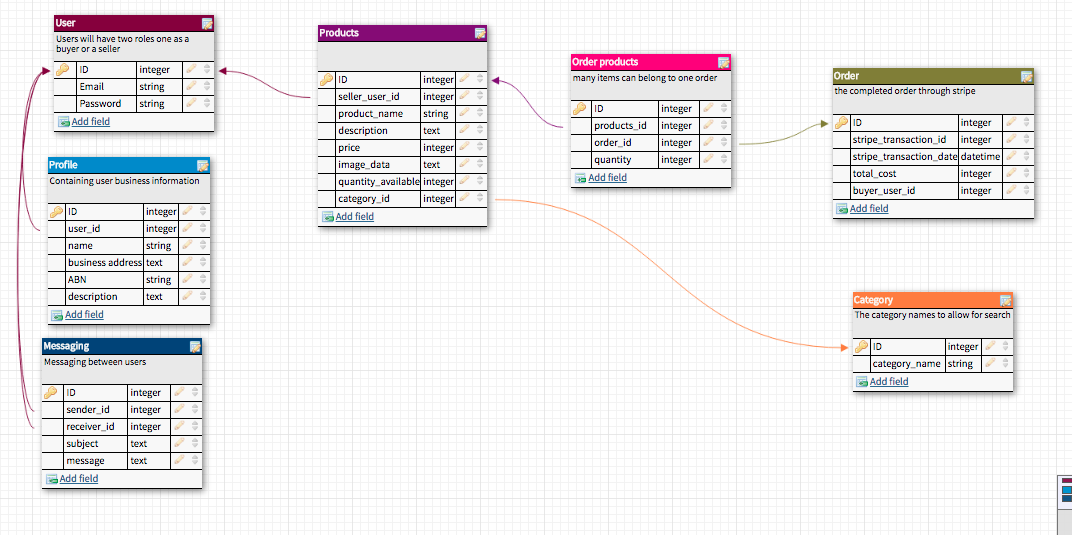 User
Users will have two roles one as a
buyer or a seller
ID integer
Email string
Password string
Add field
Profile
Containing user business information
ID integer
user_id integer
name string
business address text
ABN string
description text
Add field
Messaging
Messaging between users
ID integer
sender_id integer
receiver_id integer
subject text
message text
Add field
Products
ID integer
seller_user_id integer
product_name string
description text
price integer
image_data text
quantity_available integer
category_id integer
Add field
Order products
many items can belong to one order
ID integer
products_id integer
order_id integer
quantity integer
Add field
Order
the completed order through stripe
ID integer
stripe_transaction_id integer
stripe_transaction_date datetime
total_cost integer
buyer_user_id integer
Add field
Category
The category names to allow for search
ID integer
category_name string
Add field